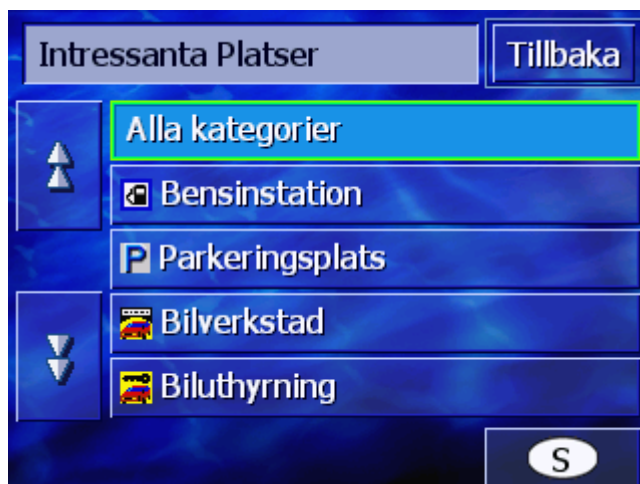 Intressanta Platser
Tillbaka
Alla kategorier
Bensinstation
P Parkeringsplats
Bilverkstad
Biluthyrning
S